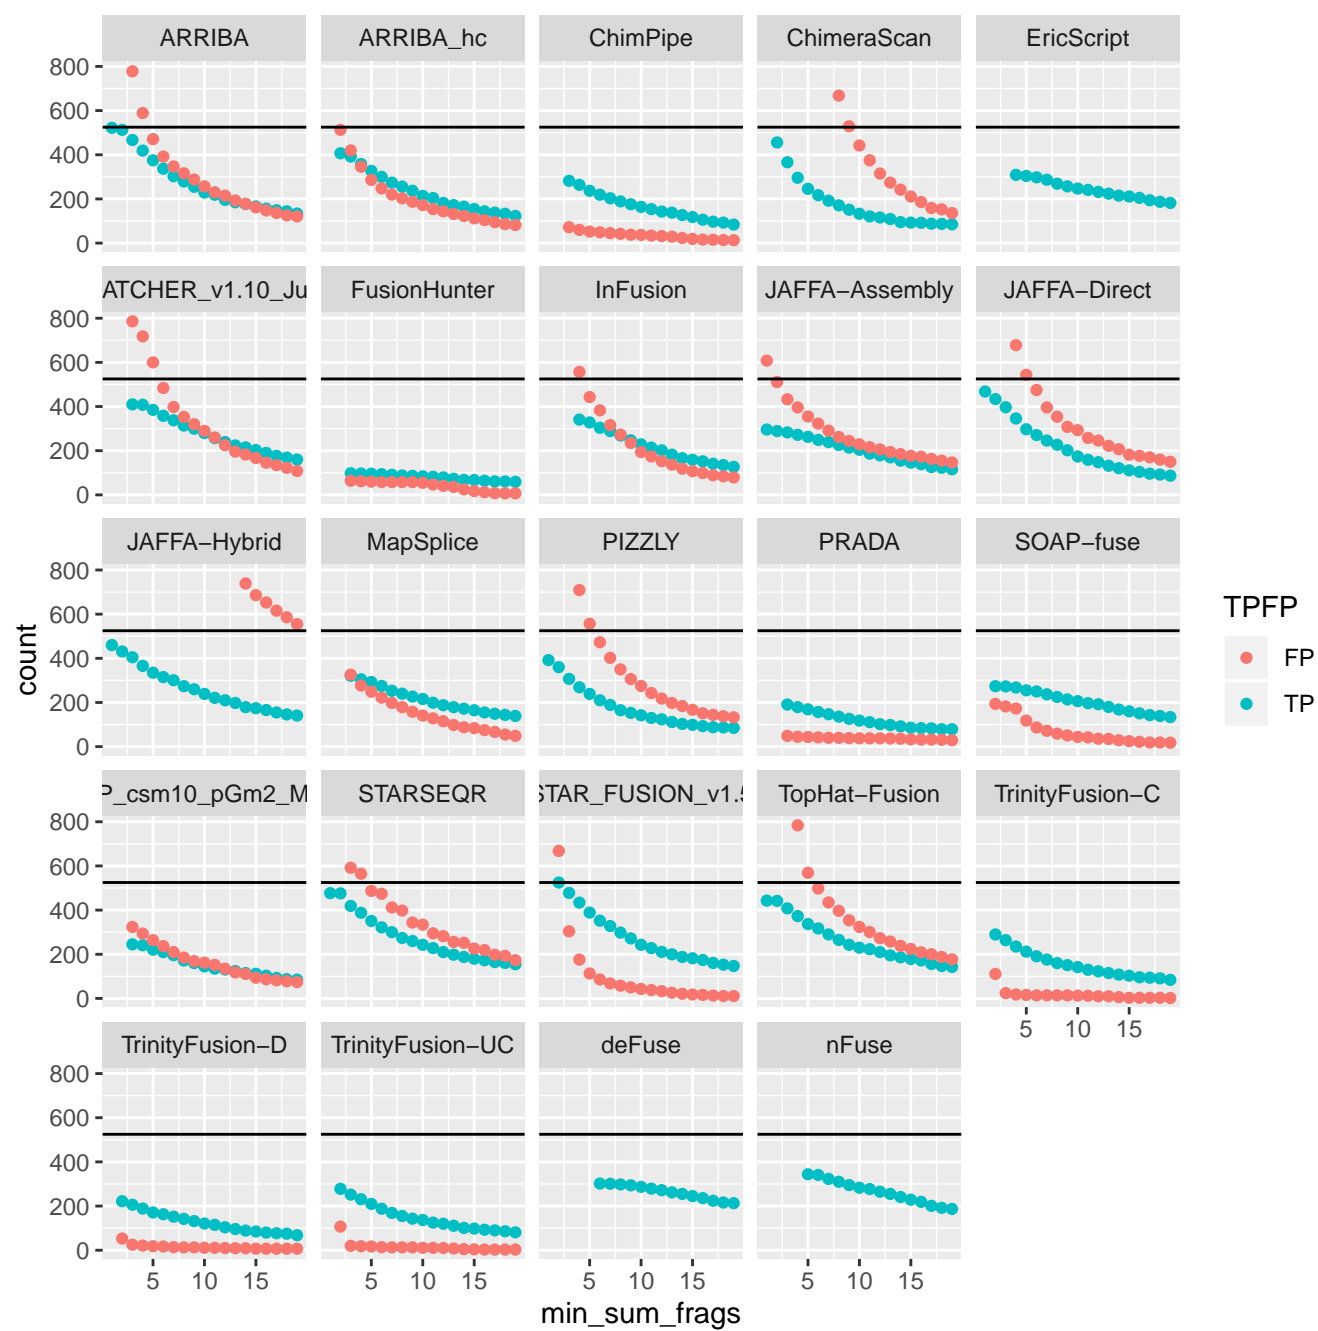 ARRIBA ARRIBA_hc ChimPipe ChimeraScan EricScript
800
600
400
200
0
ATCHER_v1.10_Ju FusionHunter InFusion JAFFA−Assembly JAFFA−Direct
800
600
400
200
0
JAFFA−Hybrid MapSplice PIZZLY PRADA SOAP−fuse
800
600
400
200
0
count
TPFP
FP
TP
P_csm10_pGm2_M STARSEQR STAR_FUSION_v1.5 TopHat−Fusion TrinityFusion−C
800
600
400
200
0
5 10 15
TrinityFusion−D TrinityFusion−UC deFuse nFuse
800
600
400
200
0
5 10 15 5 10 15 5 10 15 5 10 15
min_sum_frags